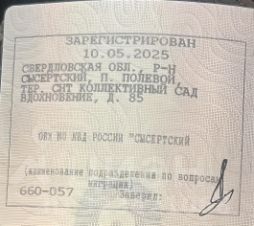 ЗАРЕГИСТРИРОВАН
10.05.2025
СВЕРДЛОВСКАЯ ОБЛ., Р-Н
СЫСЕРТСКИЙ, П. ПОЛЕВОЙ,
ТЕР. СНТ КОЛЛЕКТИВНЫЙ САД
ВДОХНОВЕНИЕ, Д. 85
МО МВД РОССИИ "СЫСЕРТСКИЙ
(наименование подразделения по вопросам
миграции)
660-057 Заверил: